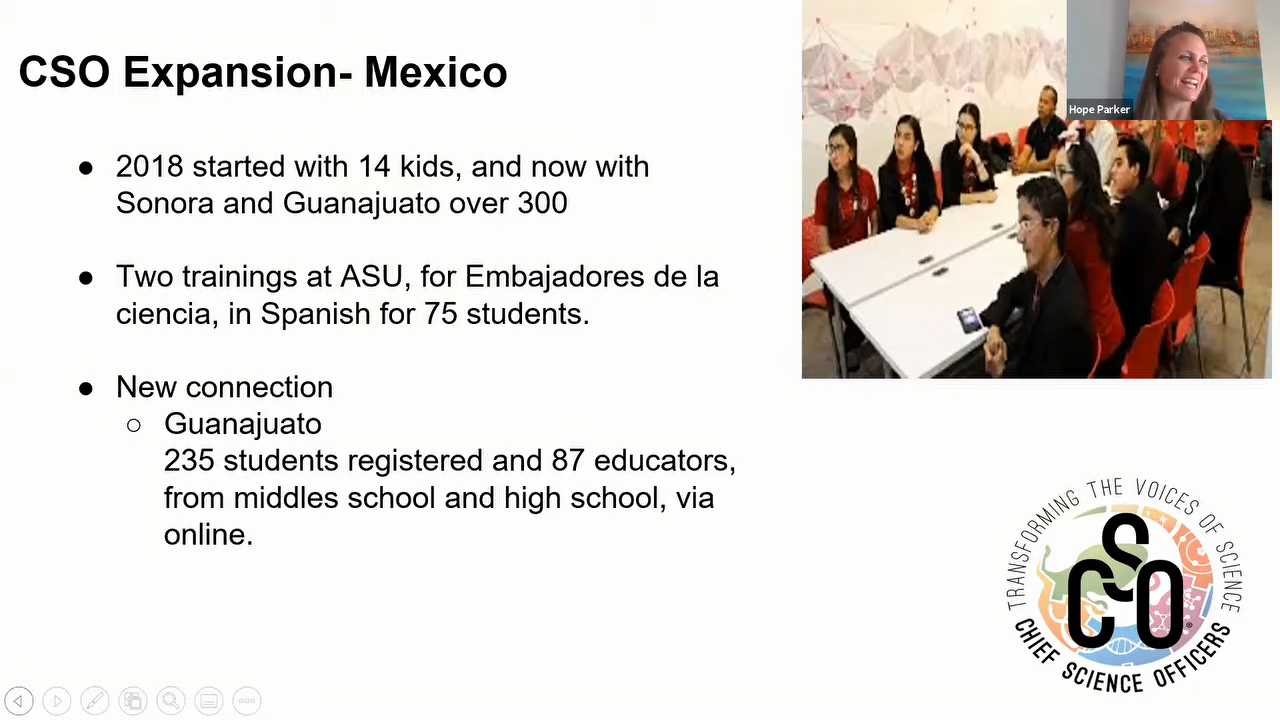 CSO Expansion- Mexico
Hope Parker
● 2018 started with 14 kids, and now with
Sonora and Guanajuato over 300
● Two trainings at ASU, for Embajadores de la
ciencia, in Spanish for 75 students.
● New connection
○ Guanajuato
235 students registered and 87 educators,
from middles school and high school, via
online.
TRANSFORMING THE VOICES OF SCIENCE
CSO®
CHIEF SCIENCE OFFICERS